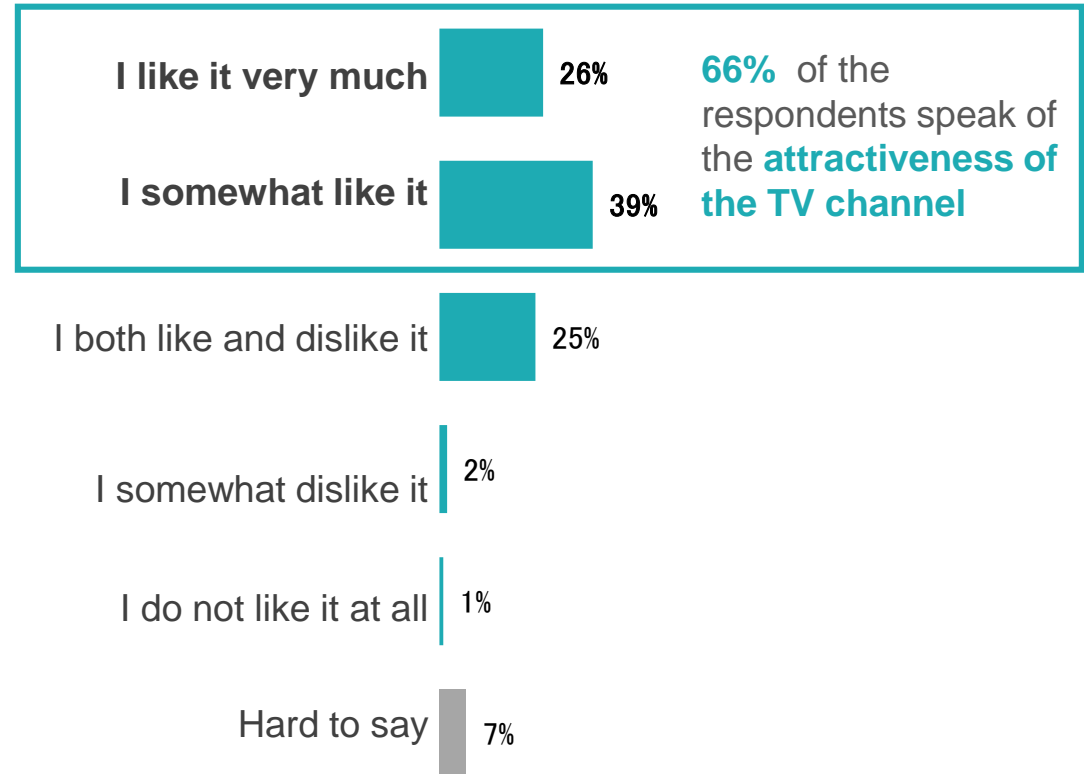 I like it very much 26%
I somewhat like it 39%
66% of the
respondents speak of
the attractiveness of
the TV channel
I both like and dislike it 25%
I somewhat dislike it 2%
I do not like it at all 1%
Hard to say 7%